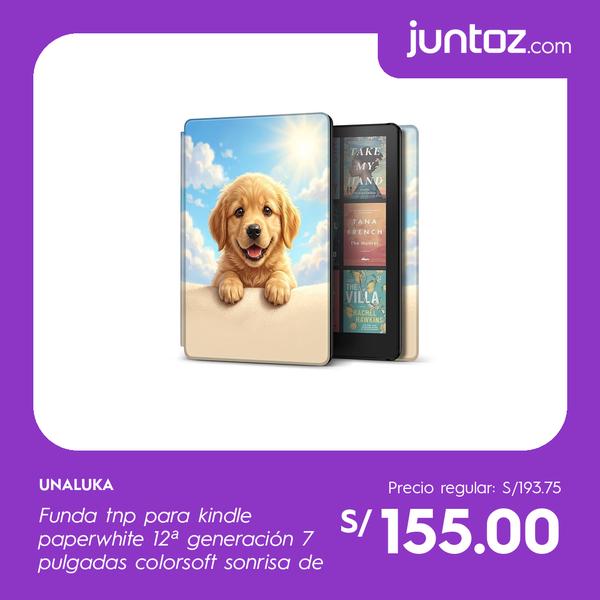 juntoz.com
TAKE
MY
HAND
TANA
FRENCH
The Hunter
THE
VILLA
RACHEL
HAWKINS
UNALUKA
Funda tnp para kindle
paperwhite 12ª generación 7
pulgadas colorsoft sonrisa de
Precio regular: S/193.75
S/155.00